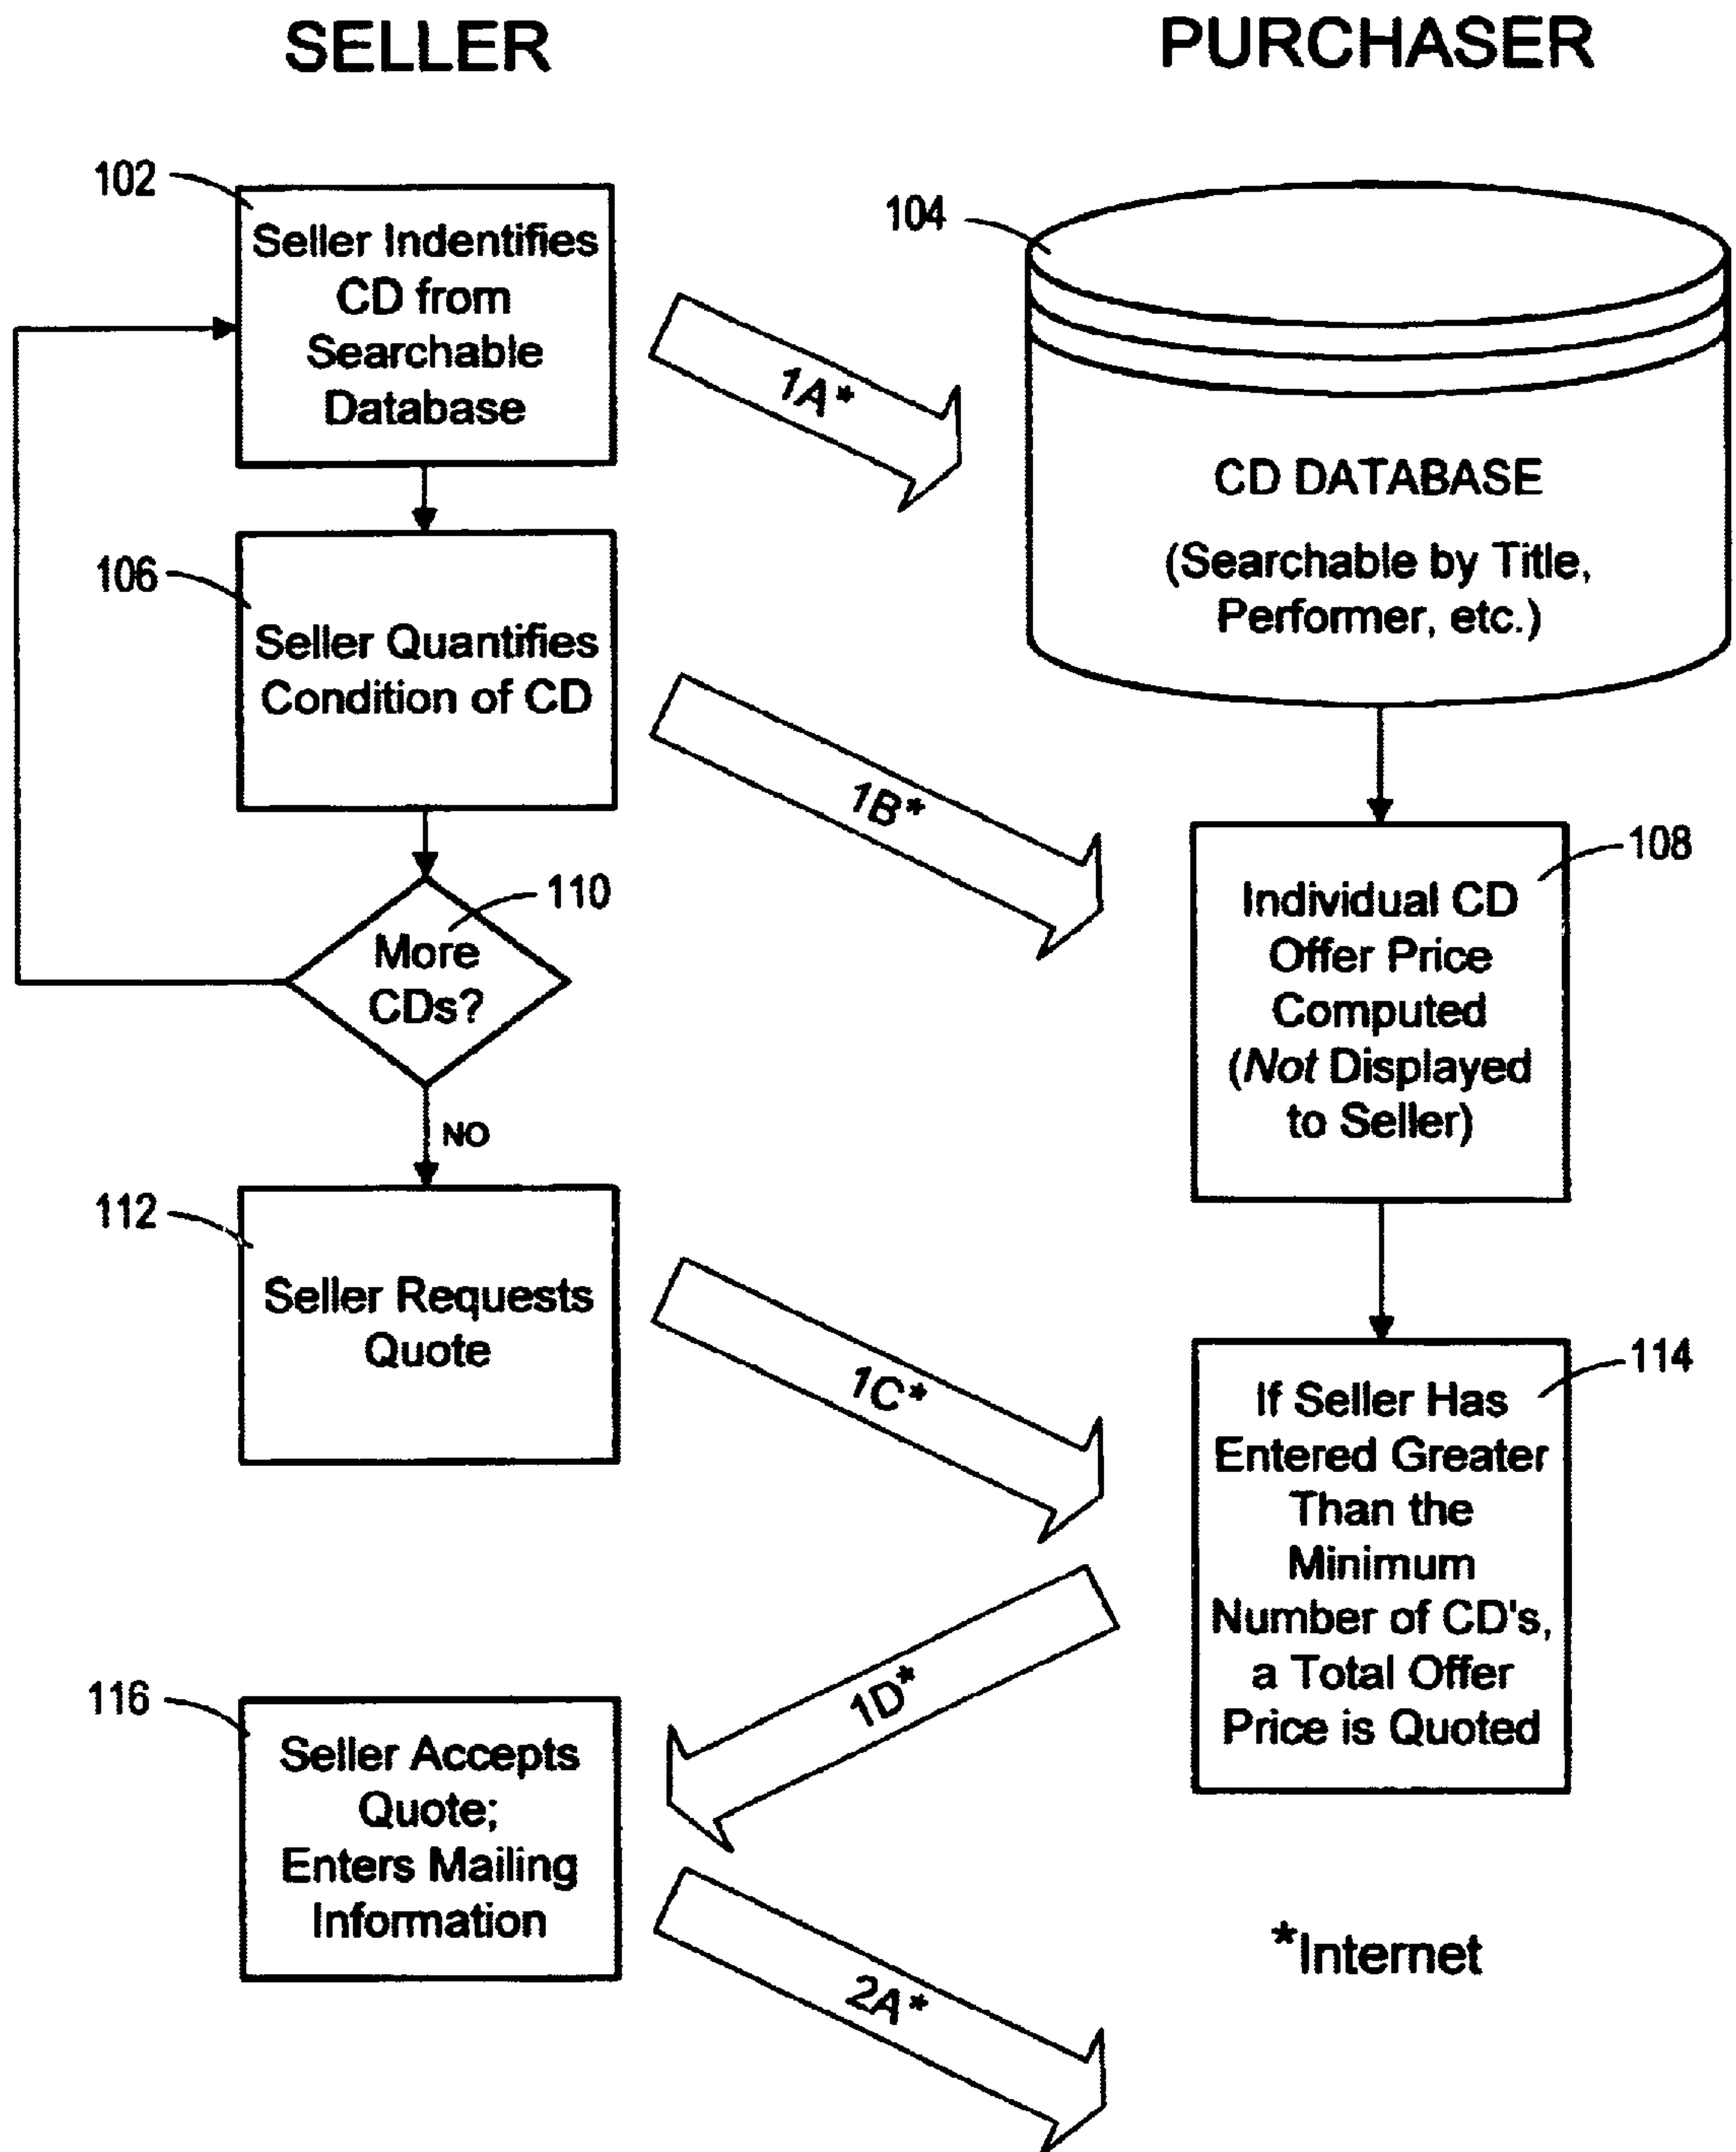 SELLER
PURCHASER
102
Seller Indentifies
CD from
Searchable
Database
1A*
104
CD DATABASE
(Searchable by Title,
Performer, etc.)
106
Seller Quantifies
Condition of CD
1B*
108
Individual CD
Offer Price
Computed
(Not Displayed
to Seller)
110
More
CDs?
NO
112
Seller Requests
Quote
1C*
114
If Seller Has
Entered Greater
Than the
Minimum
Number of CD's,
a Total Offer
Price is Quoted
1D*
116
Seller Accepts
Quote;
Enters Mailing
Information
2A*
*Internet